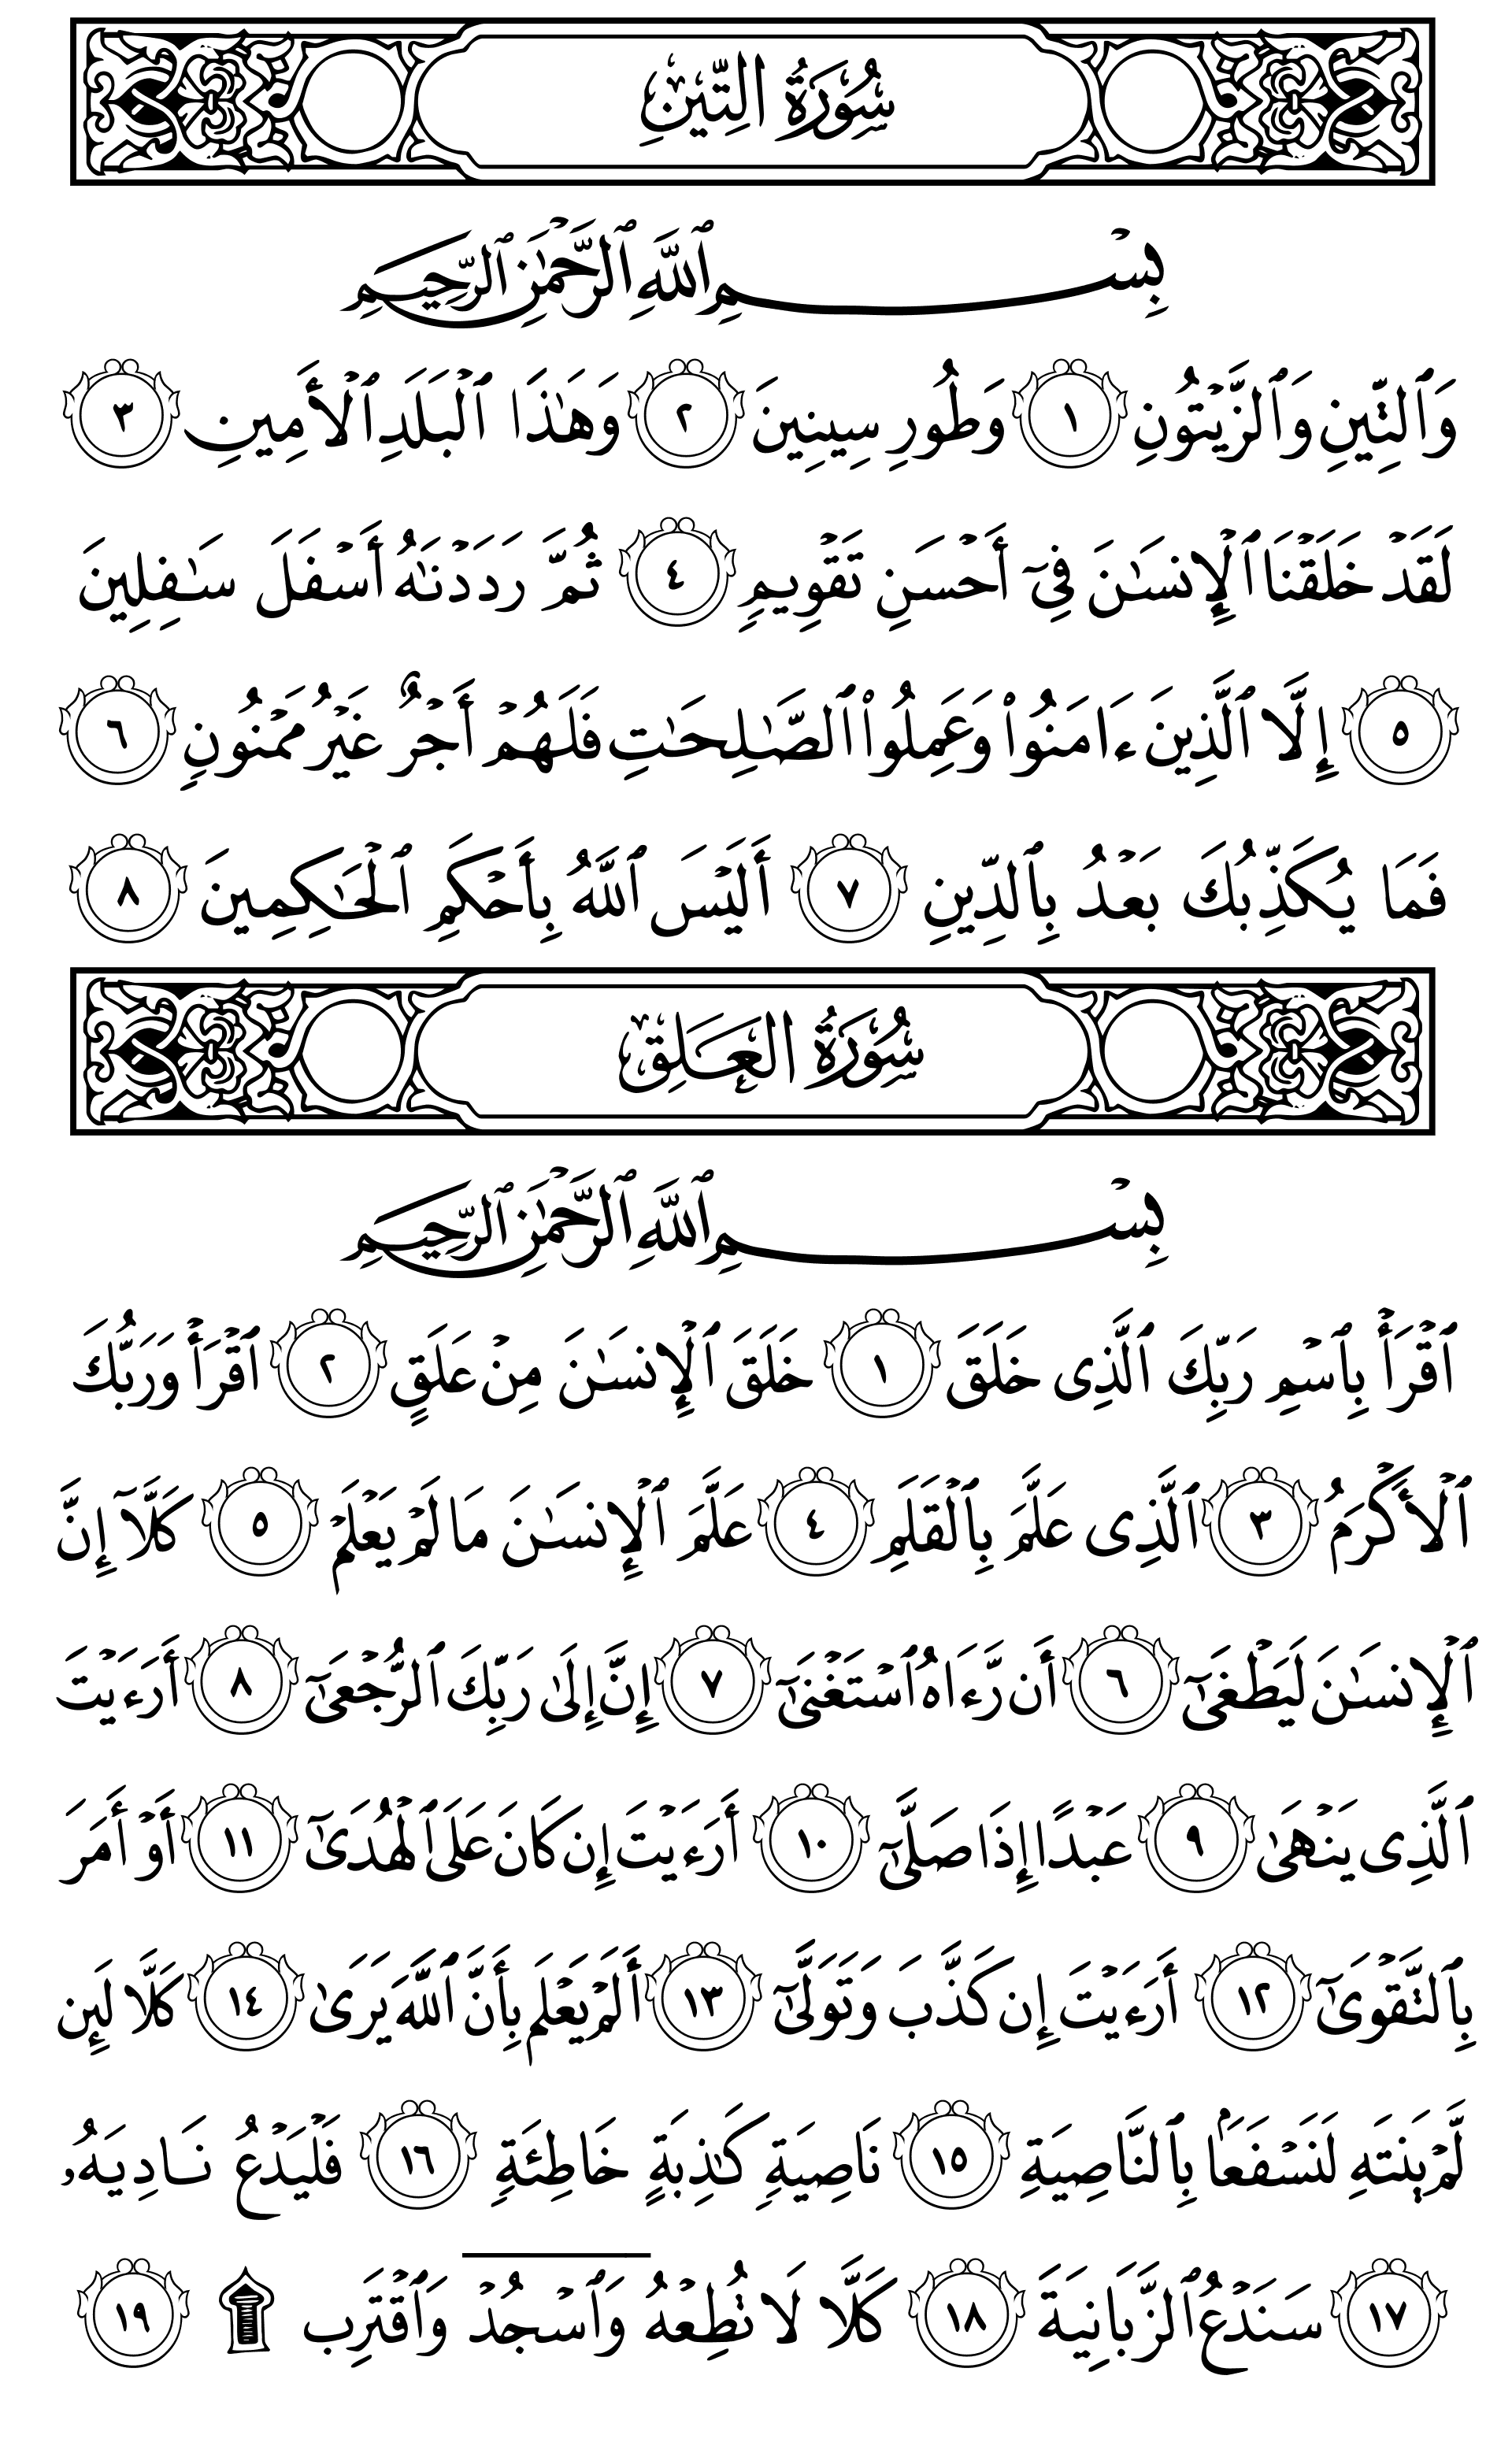 سُورَةُ التِّينِ
بِسْمِ ٱللَّهِ ٱلرَّحْمَٰنِ ٱلرَّحِيمِ
وَٱلتِّينِ وَٱلزَّيْتُونِ ١ وَطُورِ سِينِينَ ٢ وَهَٰذَا ٱلْبَلَدِ ٱلْأَمِينِ ٣
لَقَدْ خَلَقْنَا ٱلْإِنسَٰنَ فِىٓ أَحْسَنِ تَقْوِيمٍ ٤ ثُمَّ رَدَدْنَٰهُ أَسْفَلَ سَٰفِلِينَ
٥ إِلَّا ٱلَّذِينَ ءَامَنُوا۟ وَعَمِلُوا۟ ٱلصَّٰلِحَٰتِ فَلَهُمْ أَجْرٌ غَيْرُ مَمْنُونٍ ٦
فَمَا يُكَذِّبُكَ بَعْدُ بِٱلدِّينِ ٧ أَلَيْسَ ٱللَّهُ بِأَحْكَمِ ٱلْحَٰكِمِينَ ٨
سُورَةُ العَلَقِ
بِسْمِ ٱللَّهِ ٱلرَّحْمَٰنِ ٱلرَّحِيمِ
ٱقْرَأْ بِٱسْمِ رَبِّكَ ٱلَّذِى خَلَقَ ١ خَلَقَ ٱلْإِنسَٰنَ مِنْ عَلَقٍ ٢ ٱقْرَأْ وَرَبُّكَ
ٱلْأَكْرَمُ ٣ ٱلَّذِى عَلَّمَ بِٱلْقَلَمِ ٤ عَلَّمَ ٱلْإِنسَٰنَ مَا لَمْ يَعْلَمْ ٥ كَلَّآ إِنَّ
ٱلْإِنسَٰنَ لَيَطْغَىٰٓ ٦ أَن رَّءَاهُ ٱسْتَغْنَىٰٓ ٧ إِنَّ إِلَىٰ رَبِّكَ ٱلرُّجْعَىٰٓ ٨ أَرَءَيْتَ
ٱلَّذِى يَنْهَىٰ ٩ عَبْدًا إِذَا صَلَّىٰٓ ١٠ أَرَءَيْتَ إِن كَانَ عَلَى ٱلْهُدَىٰٓ ١١ أَوْ أَمَرَ
بِٱلتَّقْوَىٰٓ ١٢ أَرَءَيْتَ إِن كَذَّبَ وَتَوَلَّىٰٓ ١٣ أَلَمْ يَعْلَم بِأَنَّ ٱللَّهَ يَرَىٰ ١٤ كَلَّا لَئِن
لَّمْ يَنتَهِ لَنَسْفَعًۢا بِٱلنَّاصِيَةِ ١٥ نَاصِيَةٍ كَٰذِبَةٍ خَاطِئَةٍ ١٦ فَلْيَدْعُ نَادِيَهُۥ
١٧ سَنَدْعُ ٱلزَّبَانِيَةَ ١٨ كَلَّا لَا تُطِعْهُ وَٱسْجُدْ وَٱقْتَرِب ۩ ١٩